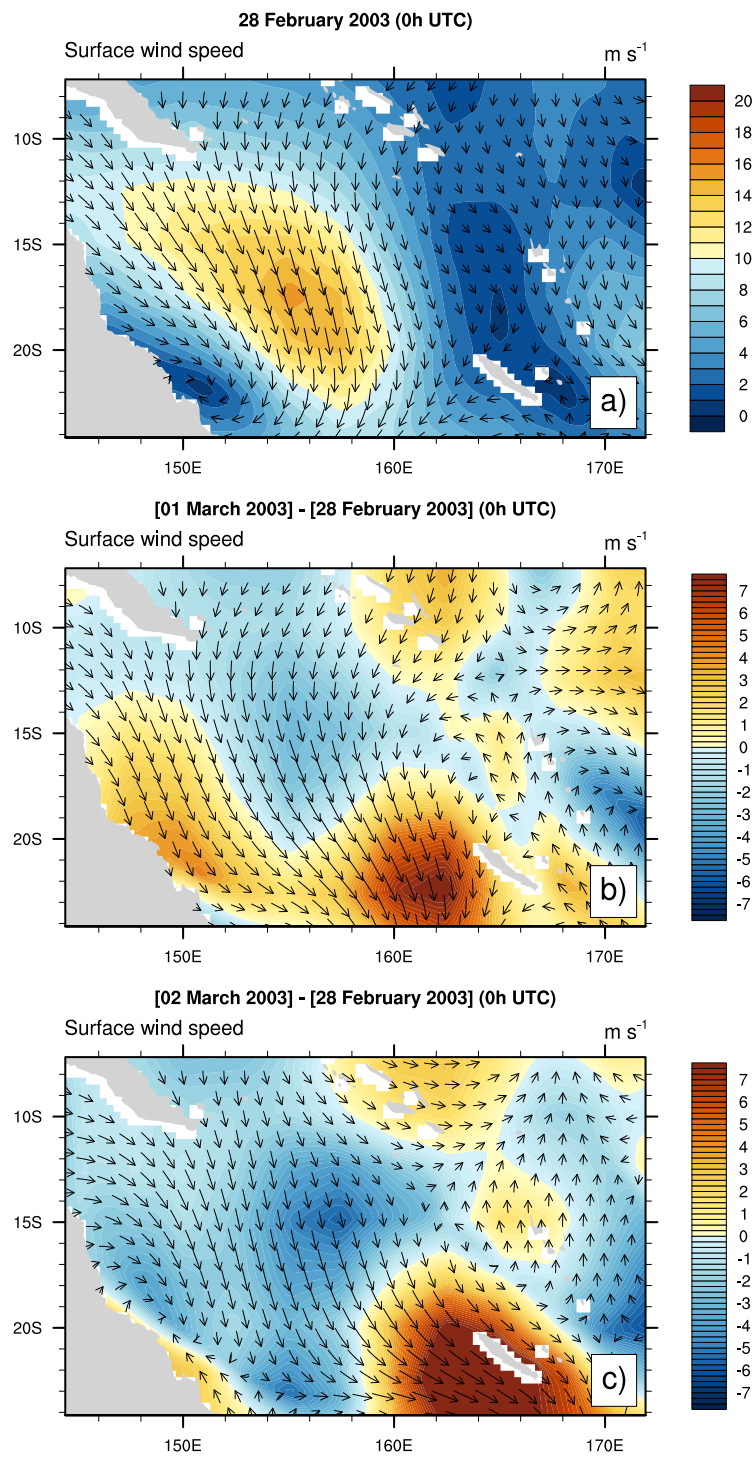 28 February 2003 (0h UTC)
Surface wind speed m s-1
10S
15S
20S
150E 160E 170E
a)
20
18
16
14
12
10
8
6
4
2
0
[01 March 2003] - [28 February 2003] (0h UTC)
Surface wind speed m s-1
10S
15S
20S
150E 160E 170E
b)
7
6
5
4
3
2
1
0
-1
-2
-3
-4
-5
-6
-7
[02 March 2003] - [28 February 2003] (0h UTC)
Surface wind speed m s-1
10S
15S
20S
150E 160E 170E
c)
7
6
5
4
3
2
1
0
-1
-2
-3
-4
-5
-6
-7